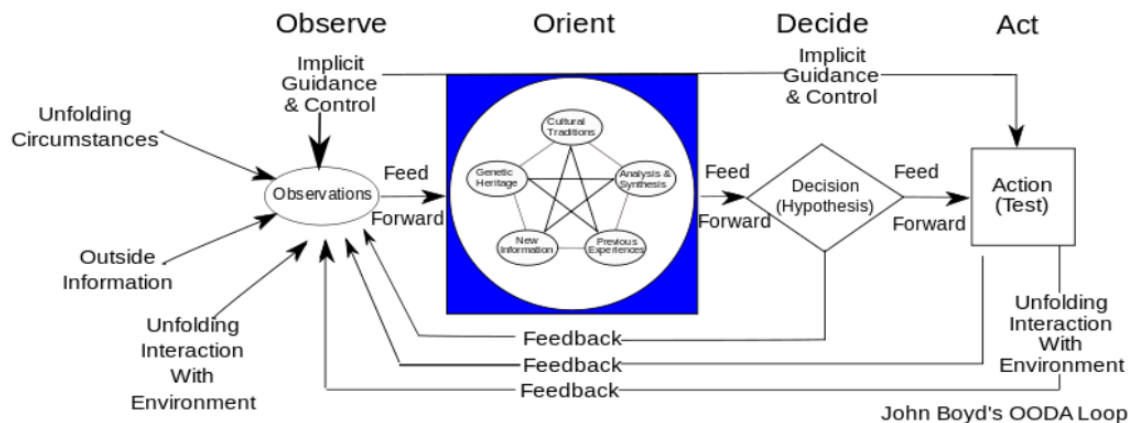 Observe
Orient
Decide
Act
Implicit
Guidance
& Control
Implicit
Guidance
& Control
Unfolding
Circumstances
Observations
Feed
Forward
Cultural
Traditions
Genetic
Heritage
Analysis &
Synthesis
New
Information
Previous
Experiences
Feed
Forward
Decision
(Hypothesis)
Feed
Forward
Action
(Test)
Outside
Information
Unfolding
Interaction
With
Environment
Feedback
Feedback
Feedback
Unfolding
Interaction
With
Environment
John Boyd's OODA Loop